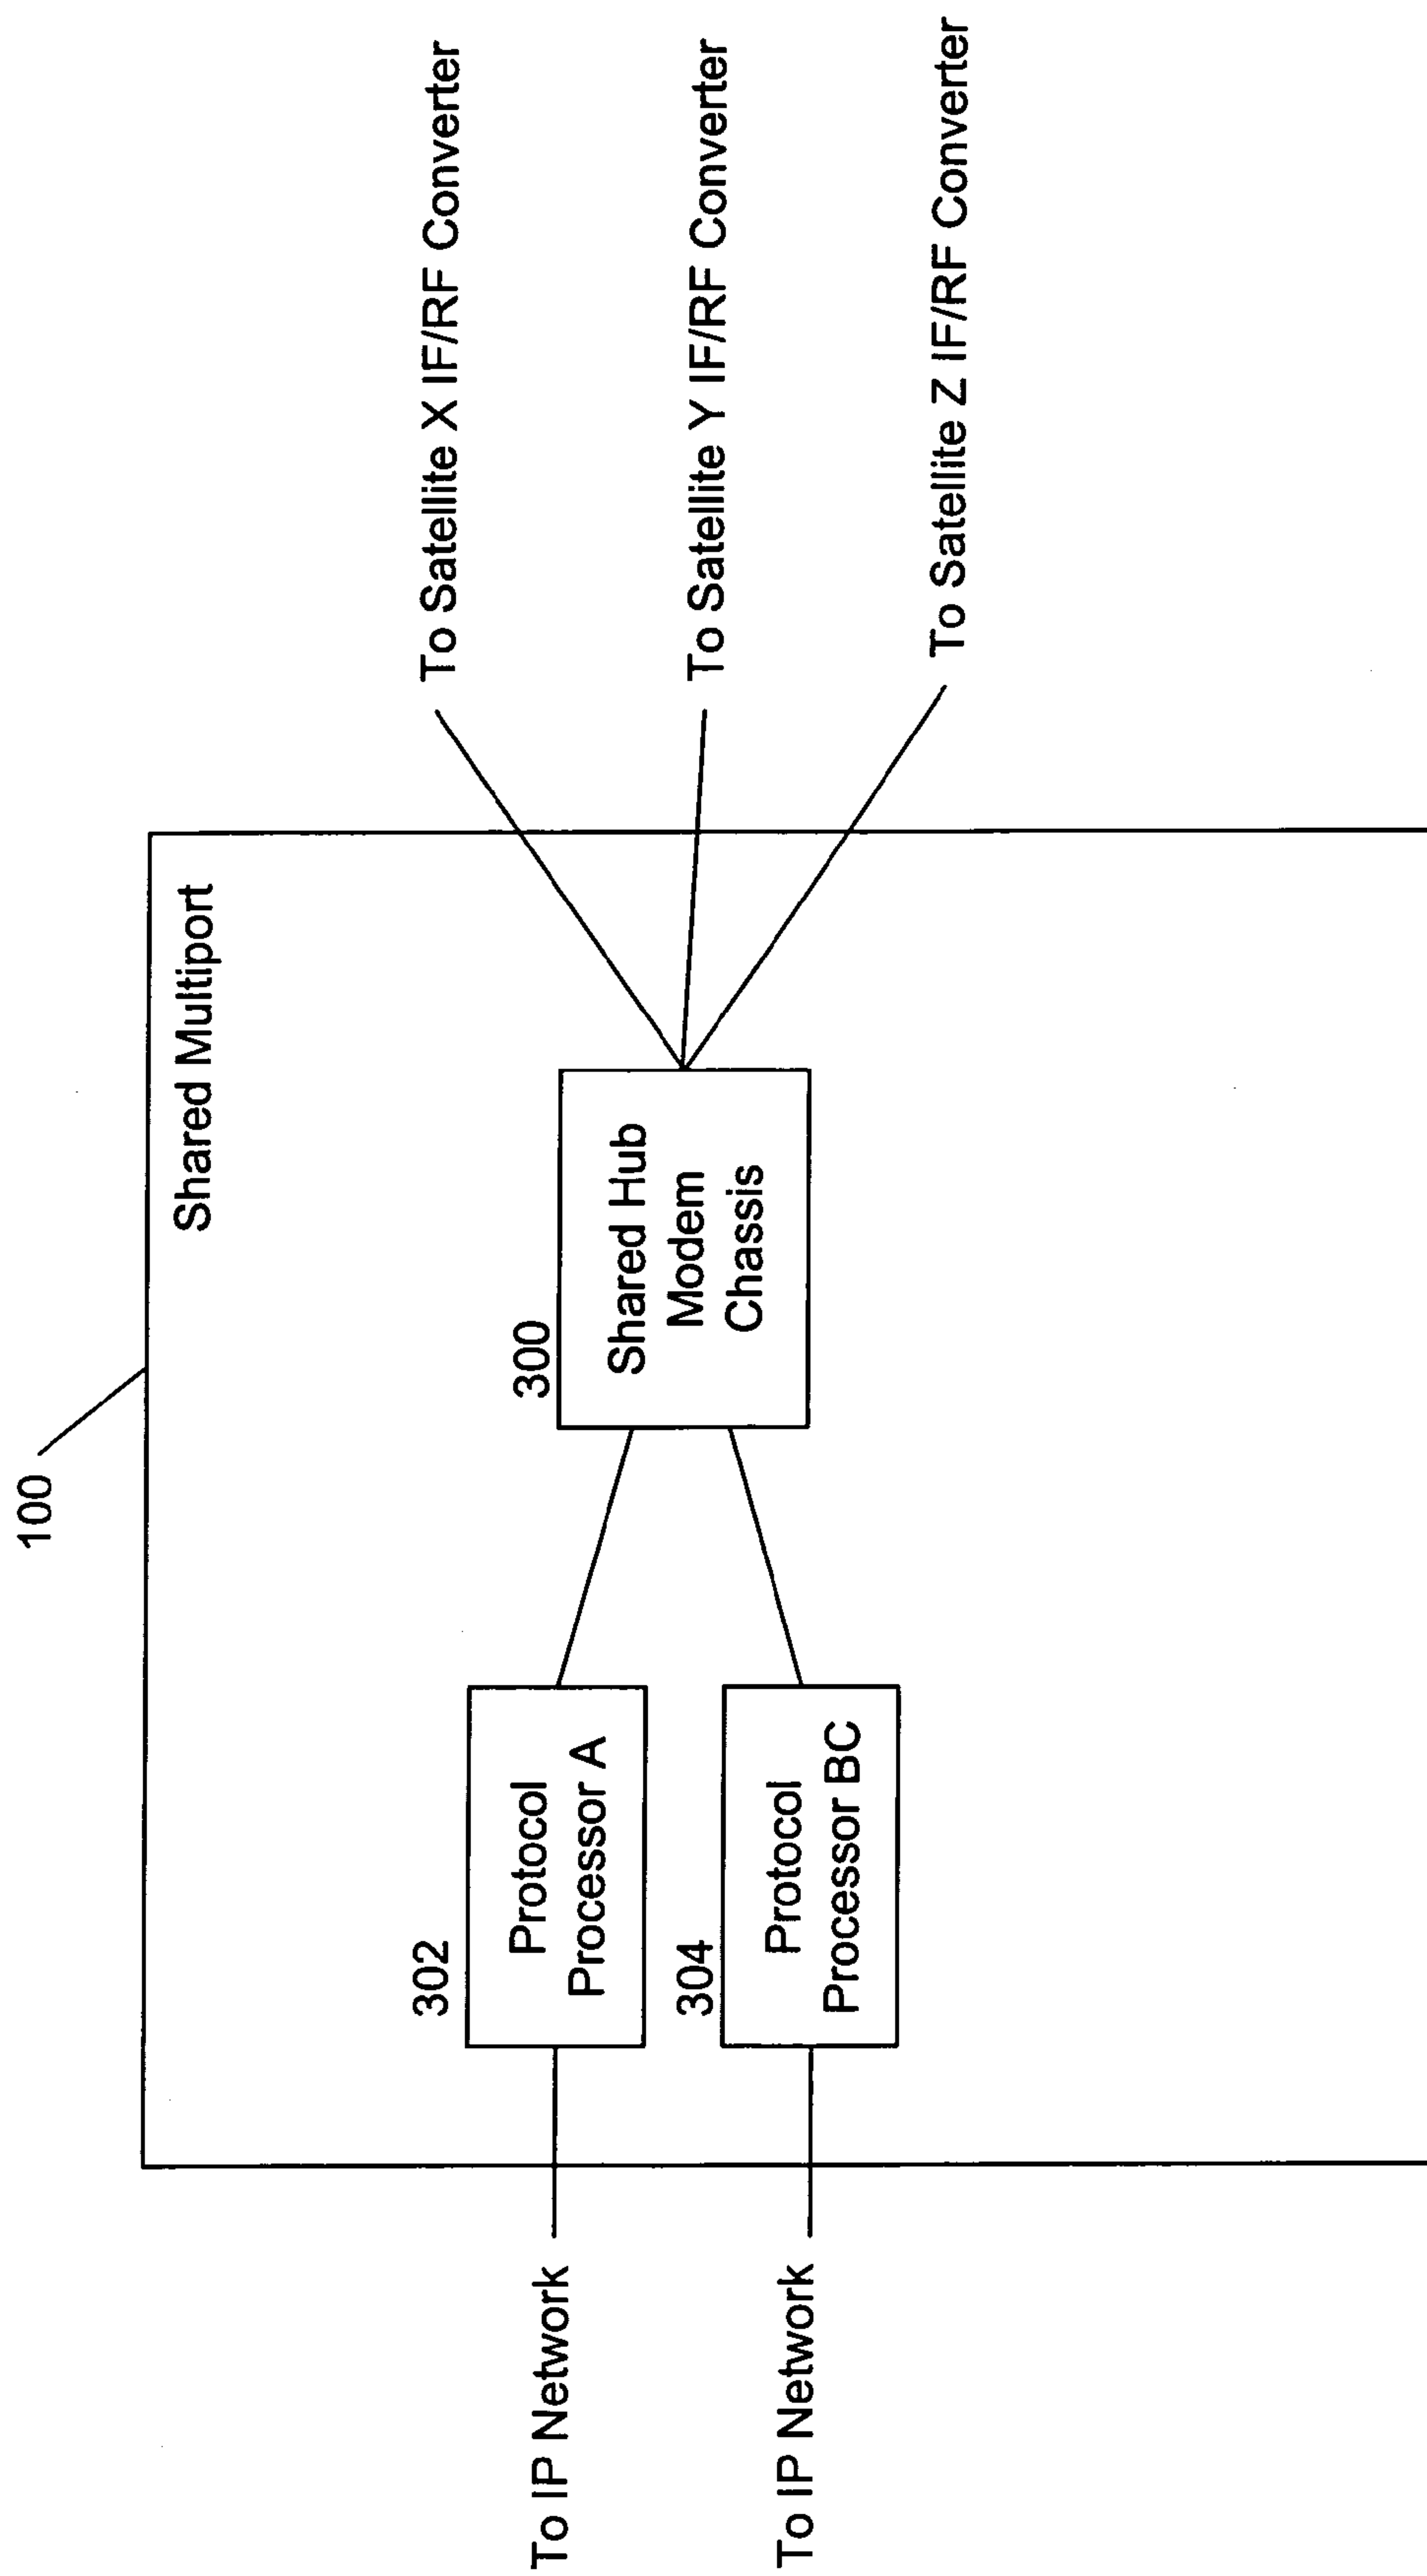 100
Shared Multiport
To IP Network
302
Protocol
Processor A
300
Shared Hub
Modem
Chassis
To Satellite X IF/RF Converter
To IP Network
304
Protocol
Processor BC
To Satellite Y IF/RF Converter
To Satellite Z IF/RF Converter